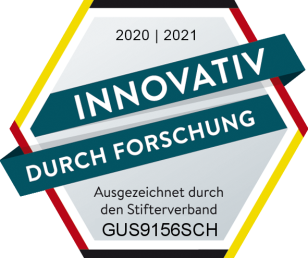 2020 | 2021
INNOVATIV
DURCH FORSCHUNG
Ausgezeichnet durch
den Stifterverband
GUS9156SCH